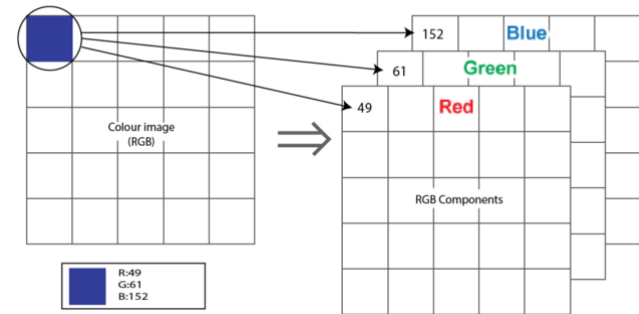 152 Blue
61 Green
49 Red
Colour image
(RGB)
RGB Components
R:49
G:61
B:152